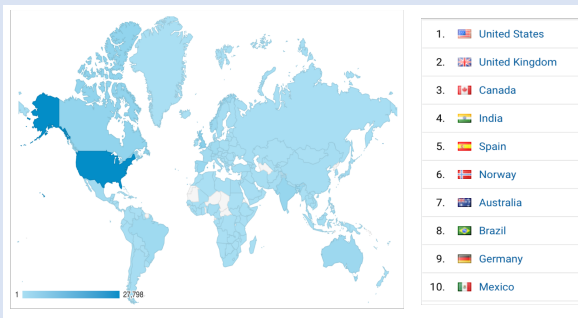 1. United States
2. United Kingdom
3. Canada
4. India
5. Spain
6. Norway
7. Australia
8. Brazil
9. Germany
10. Mexico
1 27,798